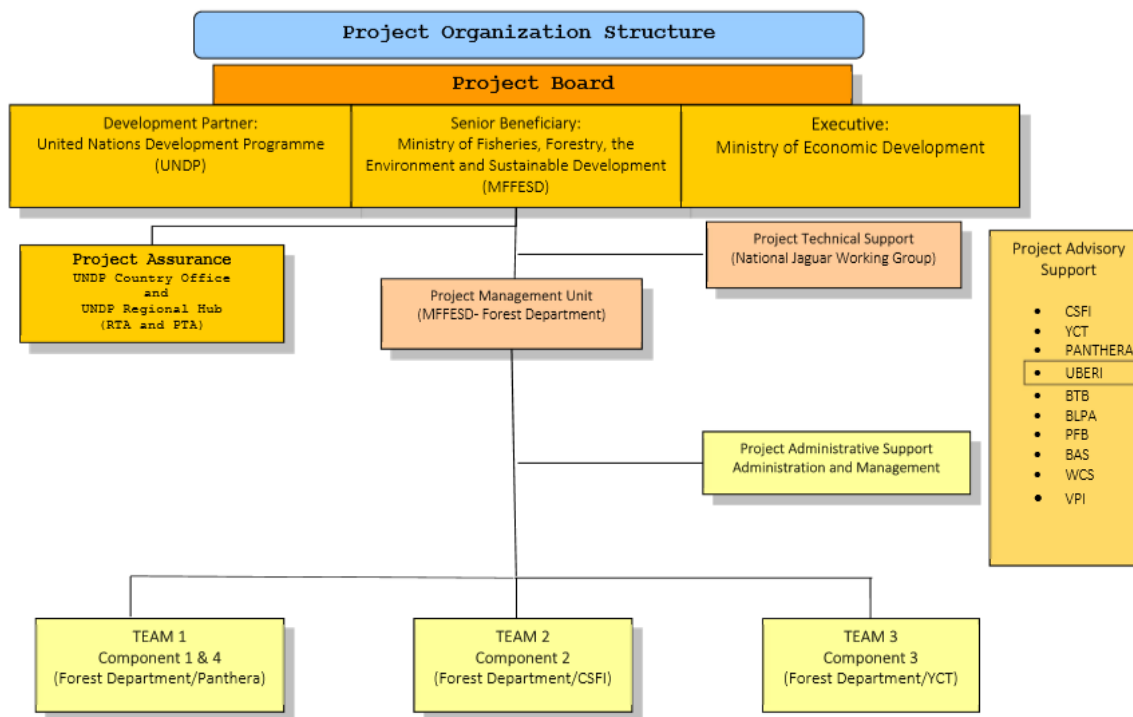 Project Organization Structure
Project Board
Development Partner:
United Nations Development Programme
(UNDP)
Senior Beneficiary:
Ministry of Fisheries, Forestry, the
Environment and Sustainable Development
(MFFESD)
Executive:
Ministry of Economic Development
Project Assurance
UNDP Country Office
and
UNDP Regional Hub
(RTA and PTA)
Project Technical Support
(National Jaguar Working Group)
Project Management Unit
(MFFESD- Forest Department)
Project Advisory
Support
• CSFI
• YCT
• PANTHERA
• UBERI
• BTB
• BLPA
• PFB
• BAS
• WCS
• VPI
Project Administrative Support
Administration and Management
TEAM 1
Component 1 & 4
(Forest Department/Panthera)
TEAM 2
Component 2
(Forest Department/CSFI)
TEAM 3
Component 3
(Forest Department/YCT)